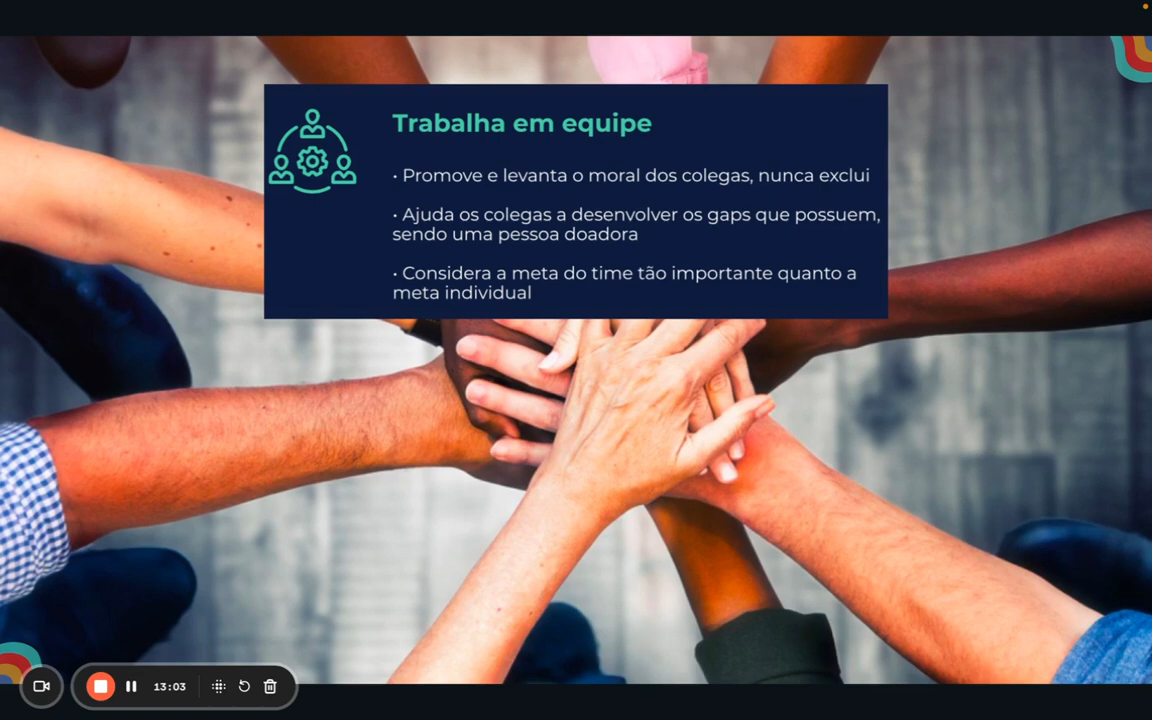 Trabalha em equipe
• Promove e levanta o moral dos colegas, nunca exclui
• Ajuda os colegas a desenvolver os gaps que possuem,
sendo uma pessoa doadora
• Considera a meta do time tão importante quanto a
meta individual
13:03